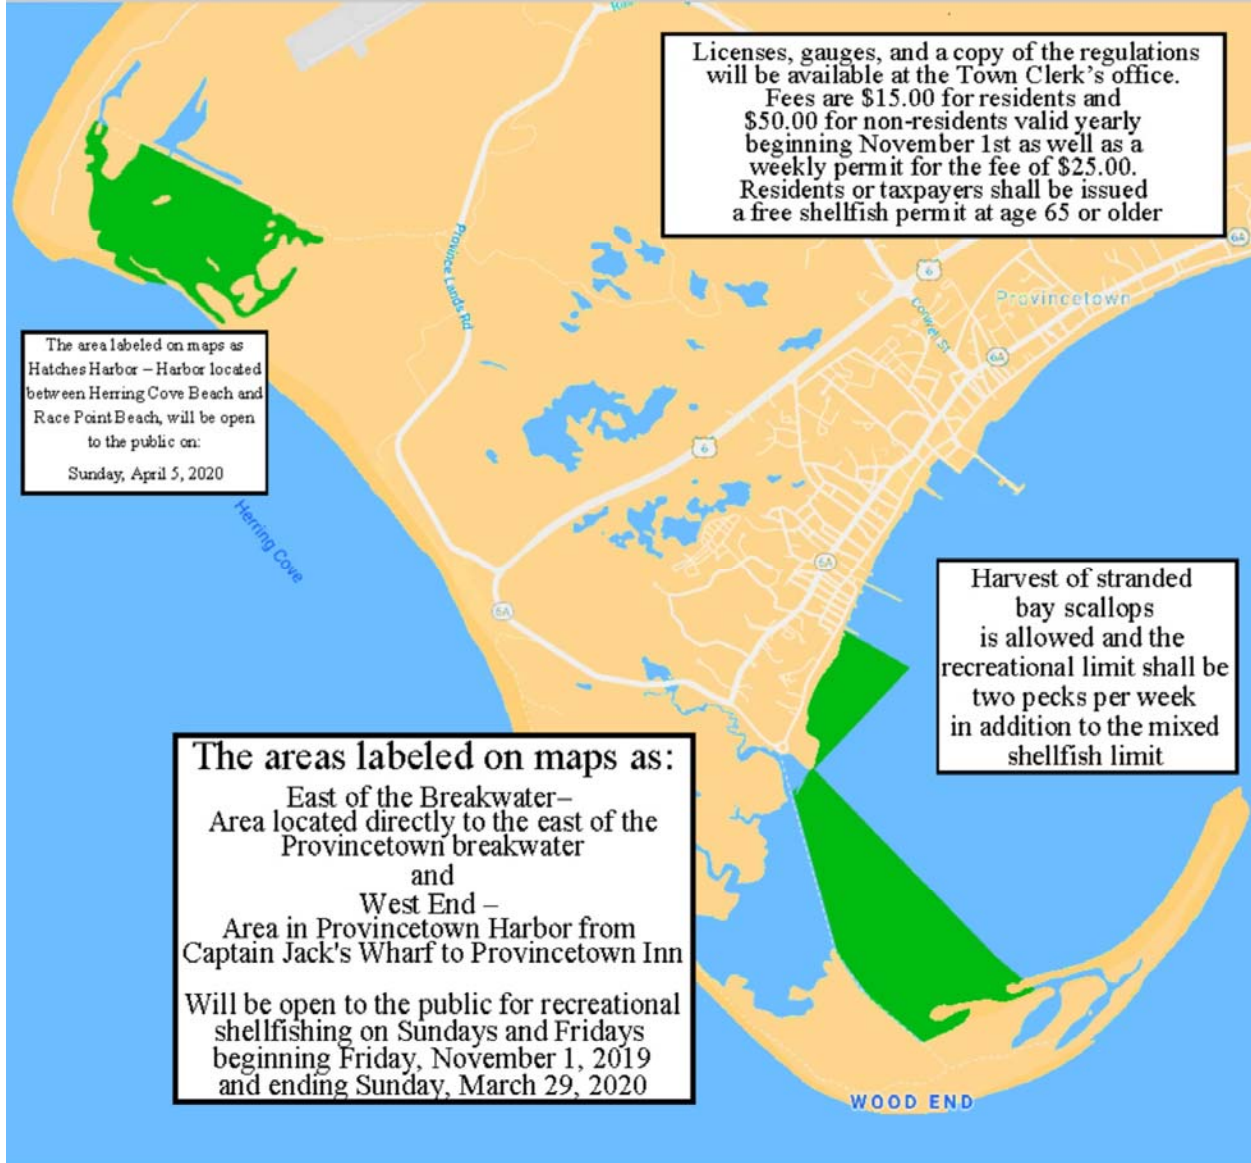 Licenses, gauges, and a copy of the regulations
will be available at the Town Clerk's office.
Fees are $15.00 for residents and
$50.00 for non-residents valid yearly
beginning November 1st as well as a
weekly permit for the fee of $25.00.
Residents or taxpayers shall be issued
a free shellfish permit at age 65 or older
6A
6
Province Lands Rd
Provincetown
Conwell St
6A
The area labeled on maps as
Hatches Harbor – Harbor located
between Herring Cove Beach and
Race Point Beach, will be open
to the public on:
Sunday, April 5, 2020
6
Herring Cove
6A
6A
Harvest of stranded
bay scallops
is allowed and the
recreational limit shall be
two pecks per week
in addition to the mixed
shellfish limit
The areas labeled on maps as:
East of the Breakwater–
Area located directly to the east of the
Provincetown breakwater
and
West End –
Area in Provincetown Harbor from
Captain Jack's Wharf to Provincetown Inn
Will be open to the public for recreational
shellfishing on Sundays and Fridays
beginning Friday, November 1, 2019
and ending Sunday, March 29, 2020
WOOD END